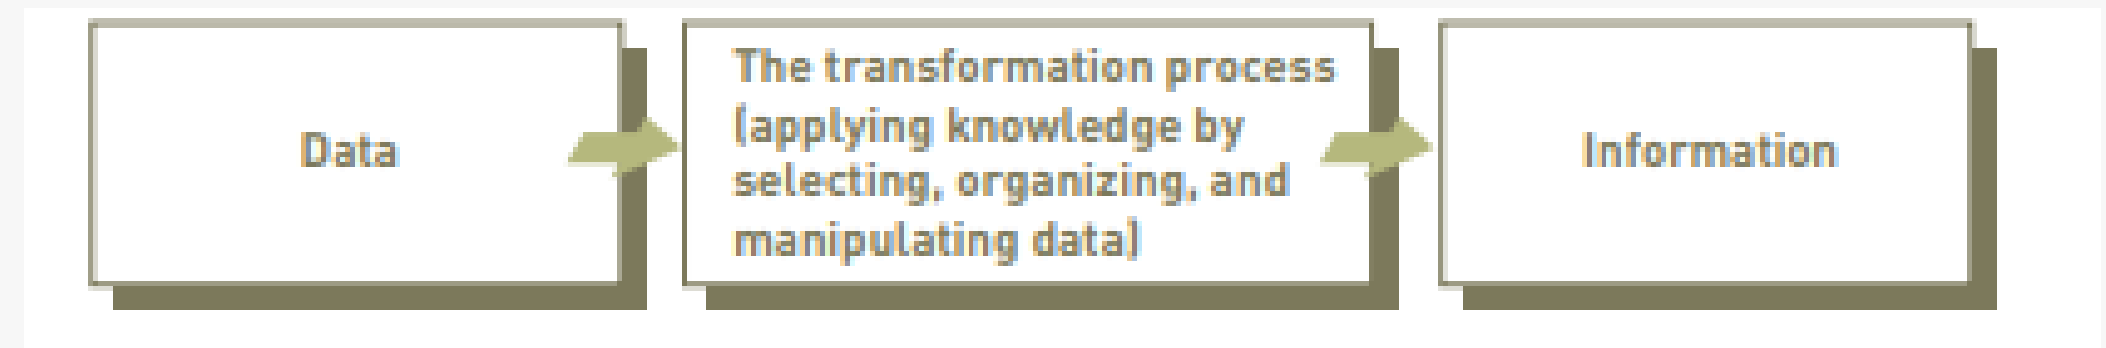 Data
The transformation process
(applying knowledge by
selecting, organizing, and
manipulating data)
Information